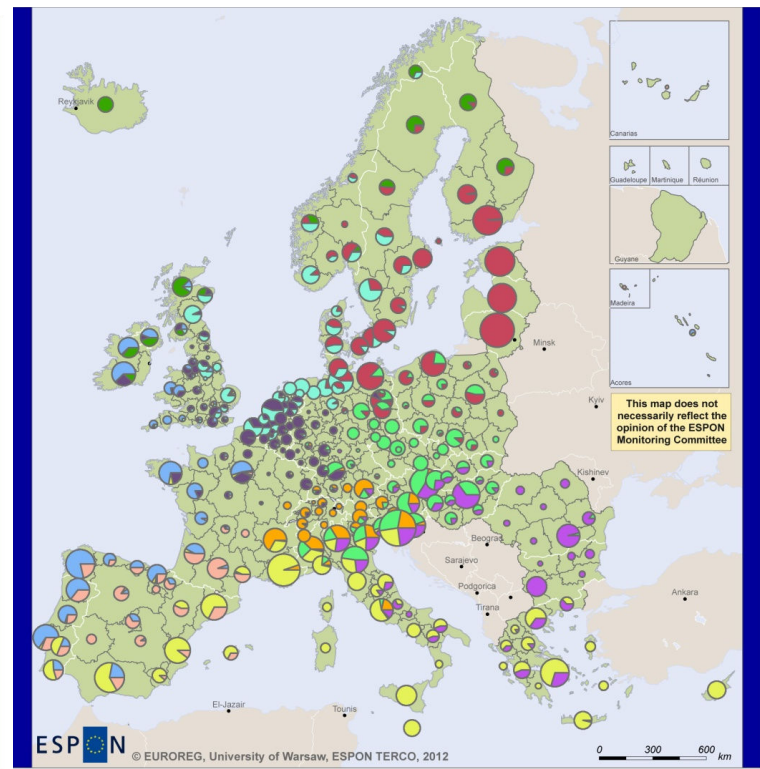 Reykjavik
Canarias
Guadeloupe Martinique Réunion
Guyane
Madeira
Acores
Minsk
This map does not
necessarily reflect the
opinion of the ESPON
Monitoring Committee
Kyiv
Kishinev
Beograd
Sarajevo
Podgorica
Tirana
Ankara
El-Jazair
Tounis
ESPON
© EUROREG, University of Warsaw, ESPON TERCO, 2012
0 300 600
km